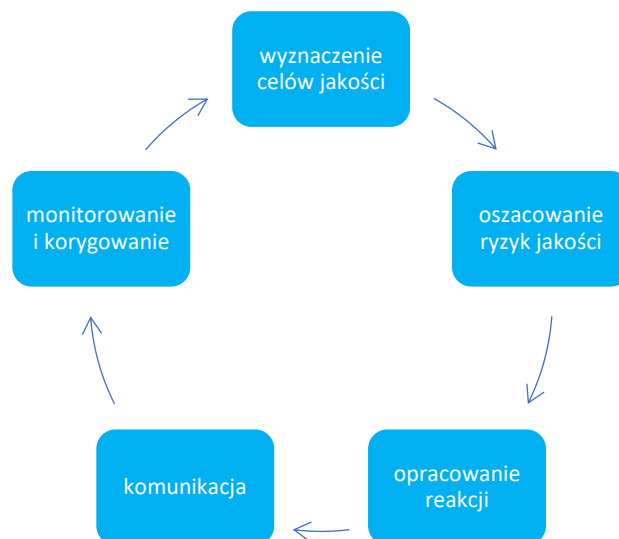 wyznaczenie
celów jakości
oszacowanie
ryzyk jakości
opracowanie
reakcji
komunikacja
monitorowanie
i korygowanie